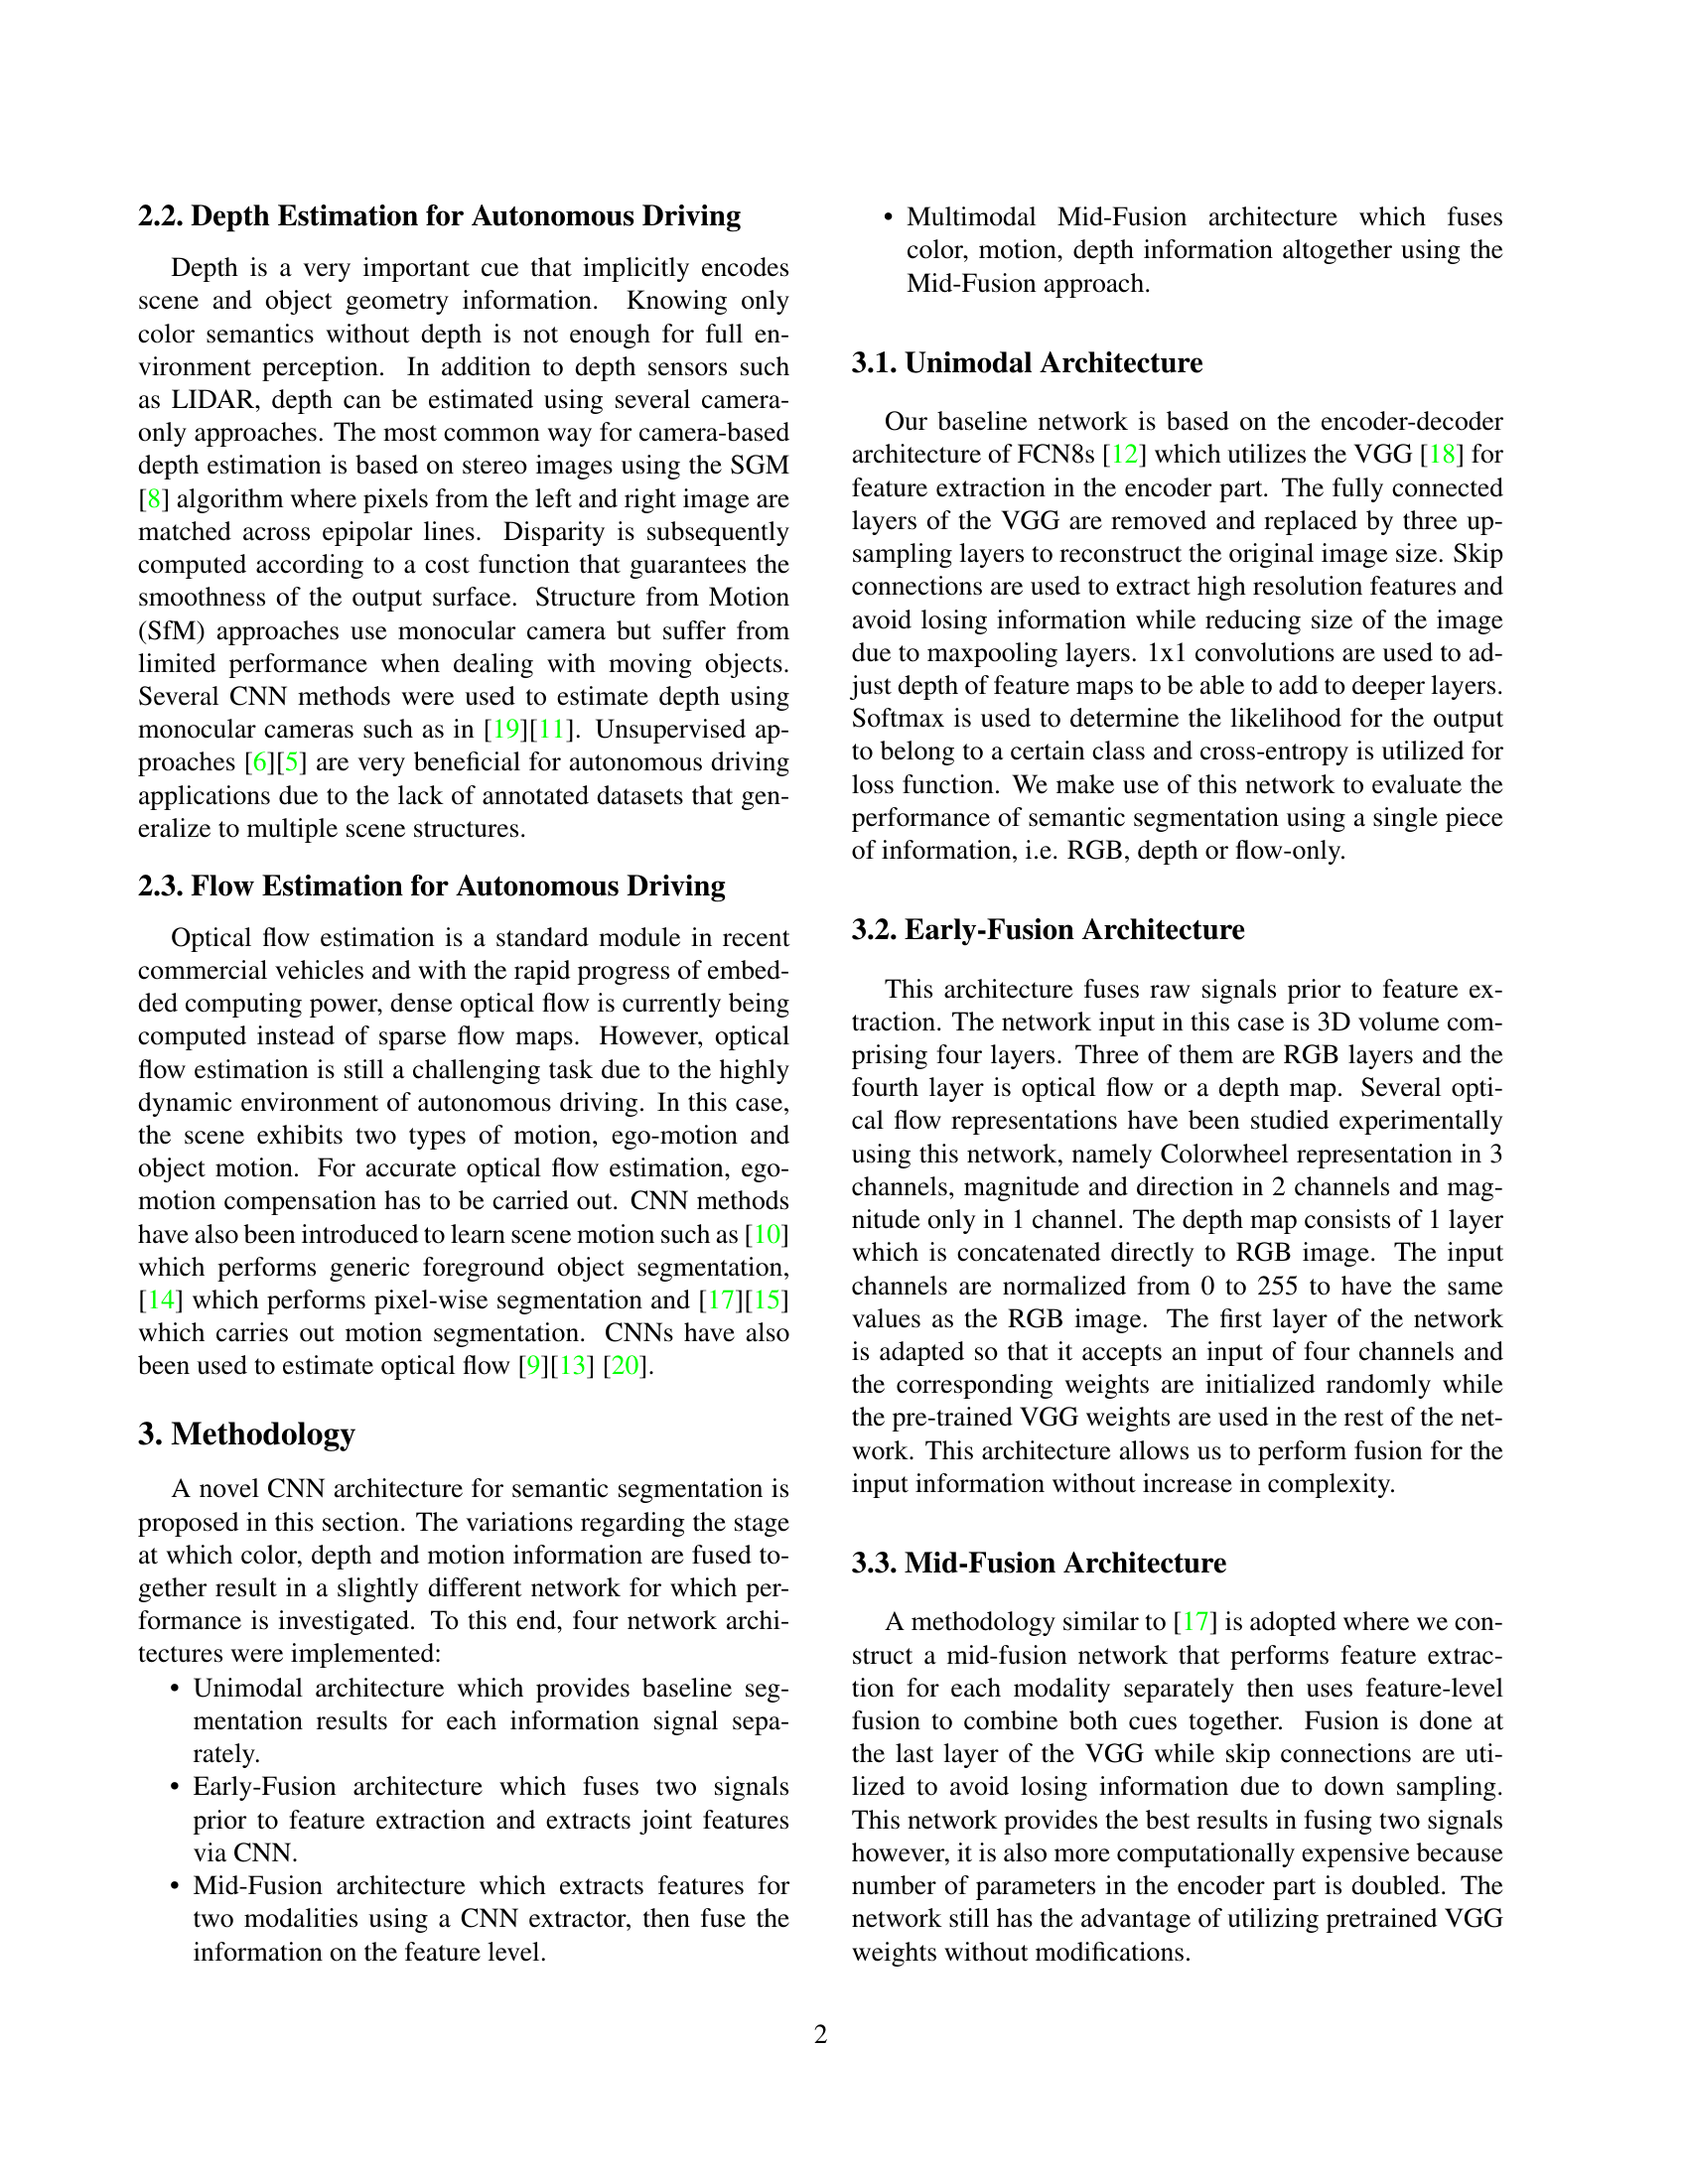 2.2. Depth Estimation for Autonomous Driving
Depth is a very important cue that implicitly encodes
scene and object geometry information. Knowing only
color semantics without depth is not enough for full en-
vironment perception. In addition to depth sensors such
as LIDAR, depth can be estimated using several camera-
only approaches. The most common way for camera-based
depth estimation is based on stereo images using the SGM
[8] algorithm where pixels from the left and right image are
matched across epipolar lines. Disparity is subsequently
computed according to a cost function that guarantees the
smoothness of the output surface. Structure from Motion
(SfM) approaches use monocular camera but suffer from
limited performance when dealing with moving objects.
Several CNN methods were used to estimate depth using
monocular cameras such as in [19][11]. Unsupervised ap-
proaches [6][5] are very beneficial for autonomous driving
applications due to the lack of annotated datasets that gen-
eralize to multiple scene structures.
2.3. Flow Estimation for Autonomous Driving
Optical flow estimation is a standard module in recent
commercial vehicles and with the rapid progress of embed-
ded computing power, dense optical flow is currently being
computed instead of sparse flow maps. However, optical
flow estimation is still a challenging task due to the highly
dynamic environment of autonomous driving. In this case,
the scene exhibits two types of motion, ego-motion and
object motion. For accurate optical flow estimation, ego-
motion compensation has to be carried out. CNN methods
have also been introduced to learn scene motion such as [10]
which performs generic foreground object segmentation,
[14] which performs pixel-wise segmentation and [17][15]
which carries out motion segmentation. CNNs have also
been used to estimate optical flow [9][13] [20].
3. Methodology
A novel CNN architecture for semantic segmentation is
proposed in this section. The variations regarding the stage
at which color, depth and motion information are fused to-
gether result in a slightly different network for which per-
formance is investigated. To this end, four network archi-
tectures were implemented:
• Unimodal architecture which provides baseline seg-
mentation results for each information signal sepa-
rately.
• Early-Fusion architecture which fuses two signals
prior to feature extraction and extracts joint features
via CNN.
• Mid-Fusion architecture which extracts features for
two modalities using a CNN extractor, then fuse the
information on the feature level.
• Multimodal Mid-Fusion architecture which fuses
color, motion, depth information altogether using the
Mid-Fusion approach.
3.1. Unimodal Architecture
Our baseline network is based on the encoder-decoder
architecture of FCN8s [12] which utilizes the VGG [18] for
feature extraction in the encoder part. The fully connected
layers of the VGG are removed and replaced by three up-
sampling layers to reconstruct the original image size. Skip
connections are used to extract high resolution features and
avoid losing information while reducing size of the image
due to maxpooling layers. 1x1 convolutions are used to ad-
just depth of feature maps to be able to add to deeper layers.
Softmax is used to determine the likelihood for the output
to belong to a certain class and cross-entropy is utilized for
loss function. We make use of this network to evaluate the
performance of semantic segmentation using a single piece
of information, i.e. RGB, depth or flow-only.
3.2. Early-Fusion Architecture
This architecture fuses raw signals prior to feature ex-
traction. The network input in this case is 3D volume com-
prising four layers. Three of them are RGB layers and the
fourth layer is optical flow or a depth map. Several opti-
cal flow representations have been studied experimentally
using this network, namely Colorwheel representation in 3
channels, magnitude and direction in 2 channels and mag-
nitude only in 1 channel. The depth map consists of 1 layer
which is concatenated directly to RGB image. The input
channels are normalized from 0 to 255 to have the same
values as the RGB image. The first layer of the network
is adapted so that it accepts an input of four channels and
the corresponding weights are initialized randomly while
the pre-trained VGG weights are used in the rest of the net-
work. This architecture allows us to perform fusion for the
input information without increase in complexity.
3.3. Mid-Fusion Architecture
A methodology similar to [17] is adopted where we con-
struct a mid-fusion network that performs feature extrac-
tion for each modality separately then uses feature-level
fusion to combine both cues together. Fusion is done at
the last layer of the VGG while skip connections are uti-
lized to avoid losing information due to down sampling.
This network provides the best results in fusing two signals
however, it is also more computationally expensive because
number of parameters in the encoder part is doubled. The
network still has the advantage of utilizing pretrained VGG
weights without modifications.
2